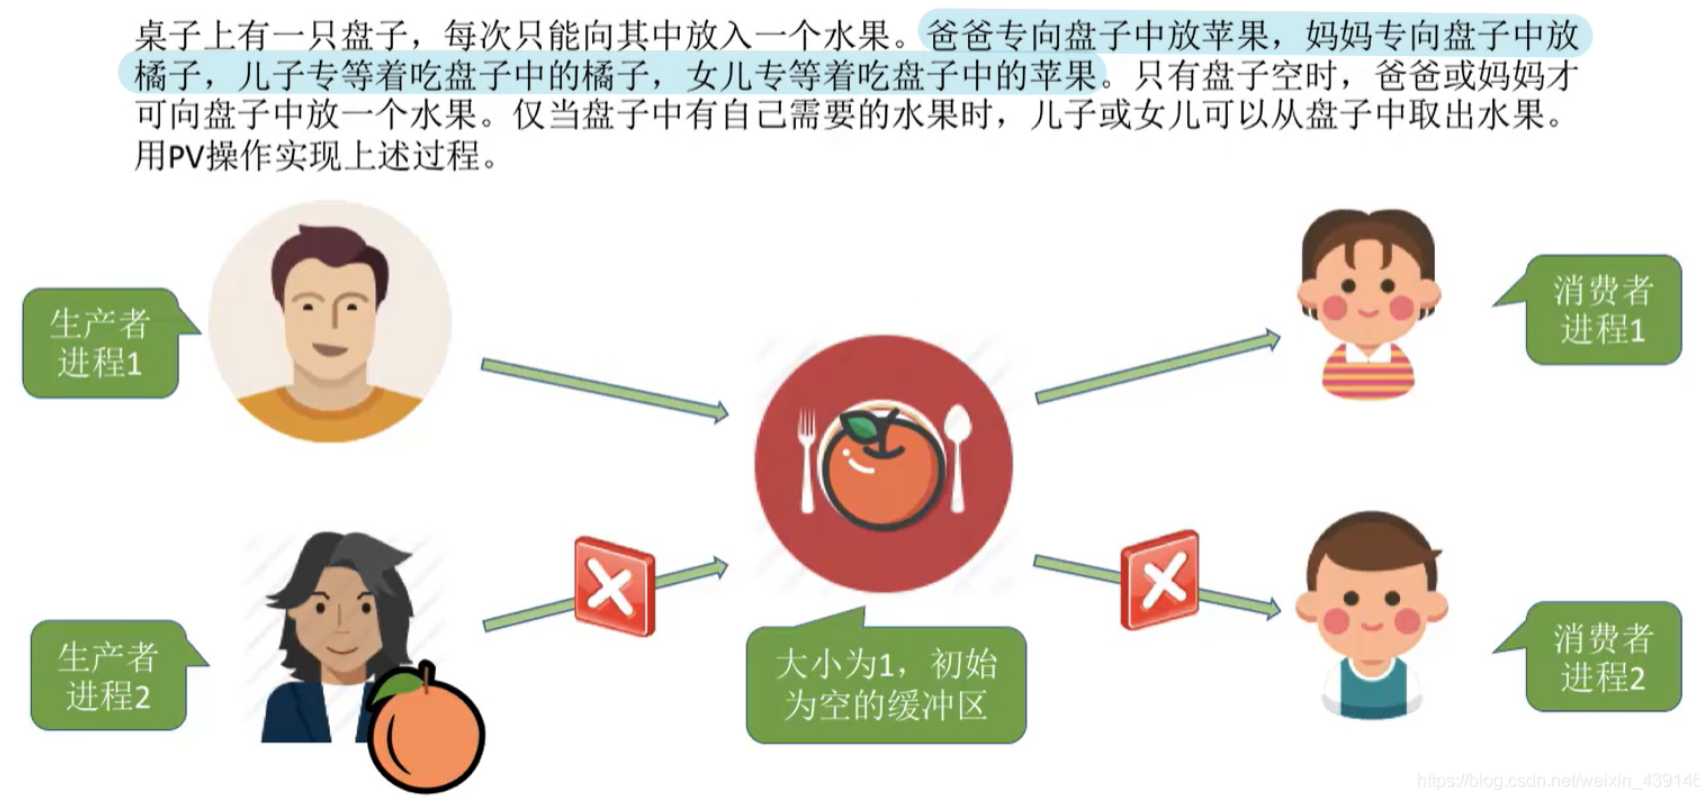 桌子上有一只盘子，每次只能向其中放入一个水果。爸爸专向盘子中放苹果，妈妈专向盘子中放
橘子，儿子专等着吃盘子中的橘子，女儿专等着吃盘子中的苹果。只有盘子空时，爸爸或妈妈才
可向盘子中放一个水果。仅当盘子中有自己需要的水果时，儿子或女儿可以从盘子中取出水果。
用PV操作实现上述过程。
生产者
进程1
消费者
进程1
生产者
进程2
大小为1，初始
为空的缓冲区
消费者
进程2
https://blog.csdn.net/weixin_439146